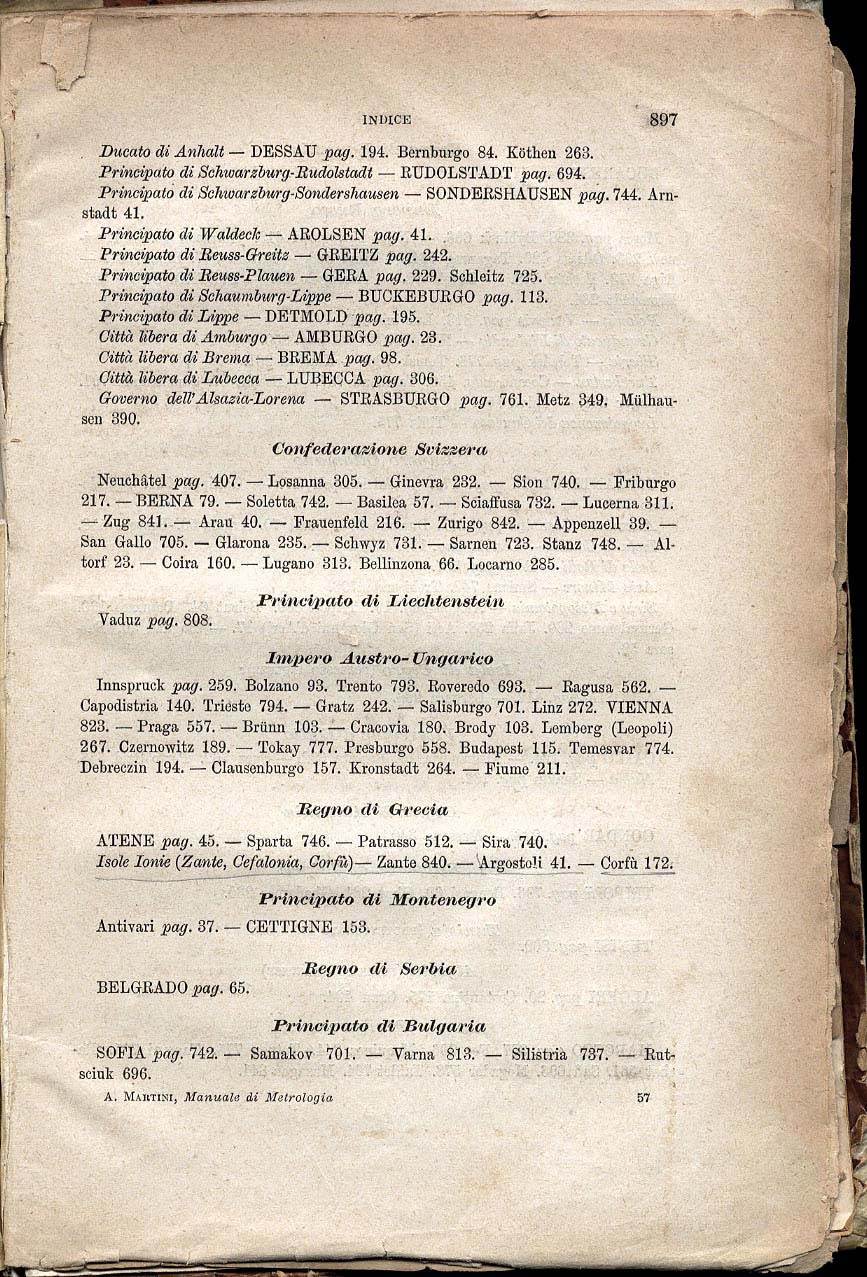 INDICE 897
Ducato di Anhalt — DESSAU pag. 194. Bernburgo 84. Köthen 263.
Principato di Schwarzburg-Rudolstadt — RUDOLSTADT pag. 694.
Principato di Schwarzburg-Sondershausen — SONDERSHAUSEN pag. 744. Arn-
stadt 41.
Principato di Waldeck — AROLSEN pag. 41.
Principato di Reuss-Greitz — GREITZ pag. 242.
Principato di Reuss-Plauen — GERA pag. 229. Schleitz 725.
Principato di Schaumburg-Lippe — BUCKEBURGO pag. 113.
Principato di Lippe — DETMOLD pag. 195.
Città libera di Amburgo — AMBURGO pag. 23.
Città libera di Brema — BREMA pag. 98.
Città libera di Lubecca — LUBECCA pag. 306.
Governo dell'Alsazia-Lorena — STRASBURGO pag. 761. Metz 349. Mülhau-
sen 390.
Confederazione Svizzera
Neuchâtel pag. 407. — Losanna 305. — Ginevra 232. — Sion 740. — Friburgo
217. — BERNA 79. — Soletta 742. — Basilea 57. — Sciaffusa 732. — Lucerna 311.
— Zug 841. — Arau 40. — Frauenfeld 216. — Zurigo 842. — Appenzell 39. —
San Gallo 705. — Glarona 235. — Schwyz 731. — Sarnen 723. Stanz 748. — Al-
torf 23. — Coira 160. — Lugano 313. Bellinzona 66. Locarno 285.
Principato di Liechtenstein
Vaduz pag. 808.
Impero Austro-Ungarico
Innspruck pag. 259. Bolzano 93. Trento 793. Roveredo 693. — Ragusa 562. —
Capodistria 140. Trieste 794. — Gratz 242. — Salisburgo 701. Linz 272. VIENNA
823. — Praga 557. — Brünn 103. — Cracovia 180. Brody 103. Lemberg (Leopoli)
267. Czernowitz 189. — Tokay 777. Presburgo 558. Budapest 115. Temesvar 774.
Debreczin 194. — Clausenburgo 157. Kronstadt 264. — Fiume 211.
Regno di Grecia
ATENE pag. 45. — Sparta 746. — Patrasso 512. — Sira 740.
Isole Ionie (Zante, Cefalonia, Corfù) — Zante 840. — Argostoli 41. — Corfù 172.
Principato di Montenegro
Antivari pag. 37. — CETTIGNE 153.
Regno di Serbia
BELGRADO pag. 65.
Principato di Bulgaria
SOFIA pag. 742. — Samakov 701. — Varna 813. — Silistria 737. — Rut-
sciuk 696.
A. MARTINI, Manuale di Metrologia 57